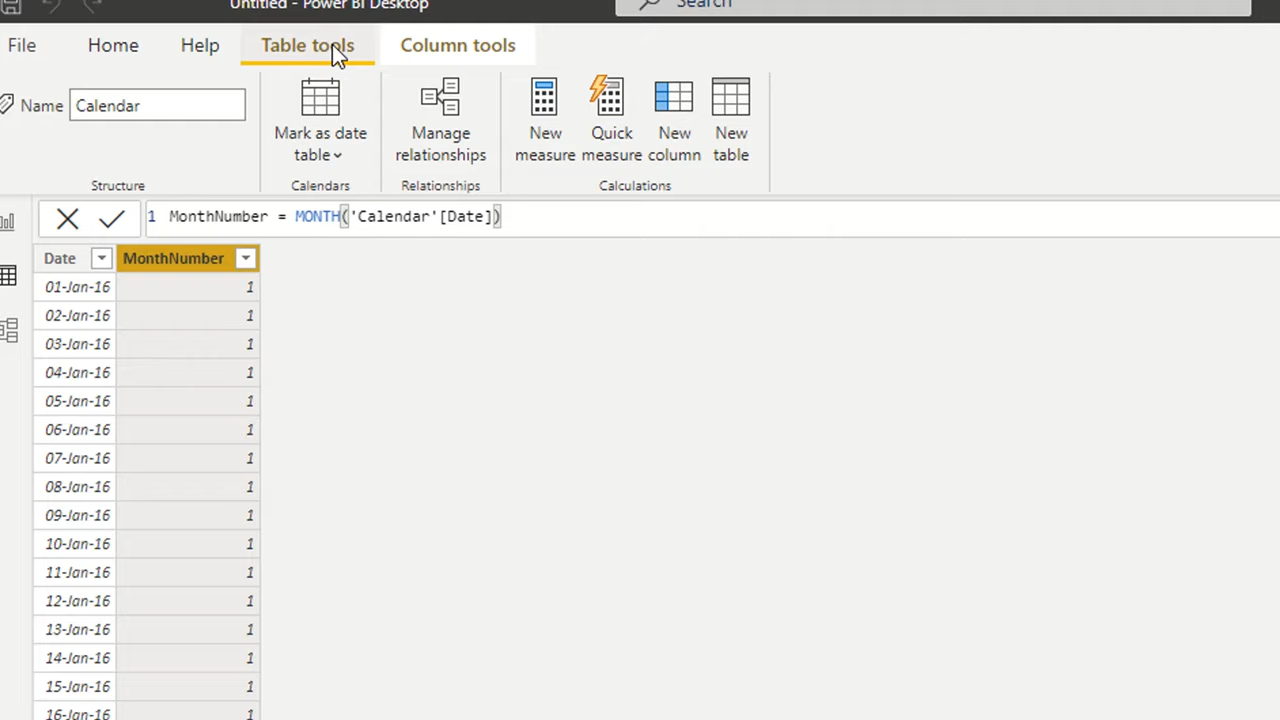 Untitled - Power BI Desktop
Search
File Home Help Table tools Column tools
Name Calendar
Mark as date table
Manage relationships
New measure
Quick measure
New column
New table
Structure Calendars Relationships Calculations
1 MonthNumber = MONTH('Calendar'[Date])
Date MonthNumber
01-Jan-16 1
02-Jan-16 1
03-Jan-16 1
04-Jan-16 1
05-Jan-16 1
06-Jan-16 1
07-Jan-16 1
08-Jan-16 1
09-Jan-16 1
10-Jan-16 1
11-Jan-16 1
12-Jan-16 1
13-Jan-16 1
14-Jan-16 1
15-Jan-16 1
16-Jan-16 1